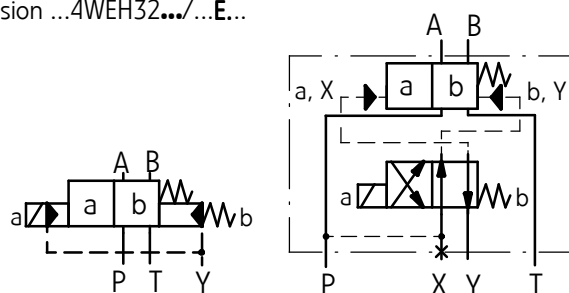 sion ...4WEH32•••/...E...
A B
a, X a b b, Y
A B
a a b b
a b
P T Y
P X Y T